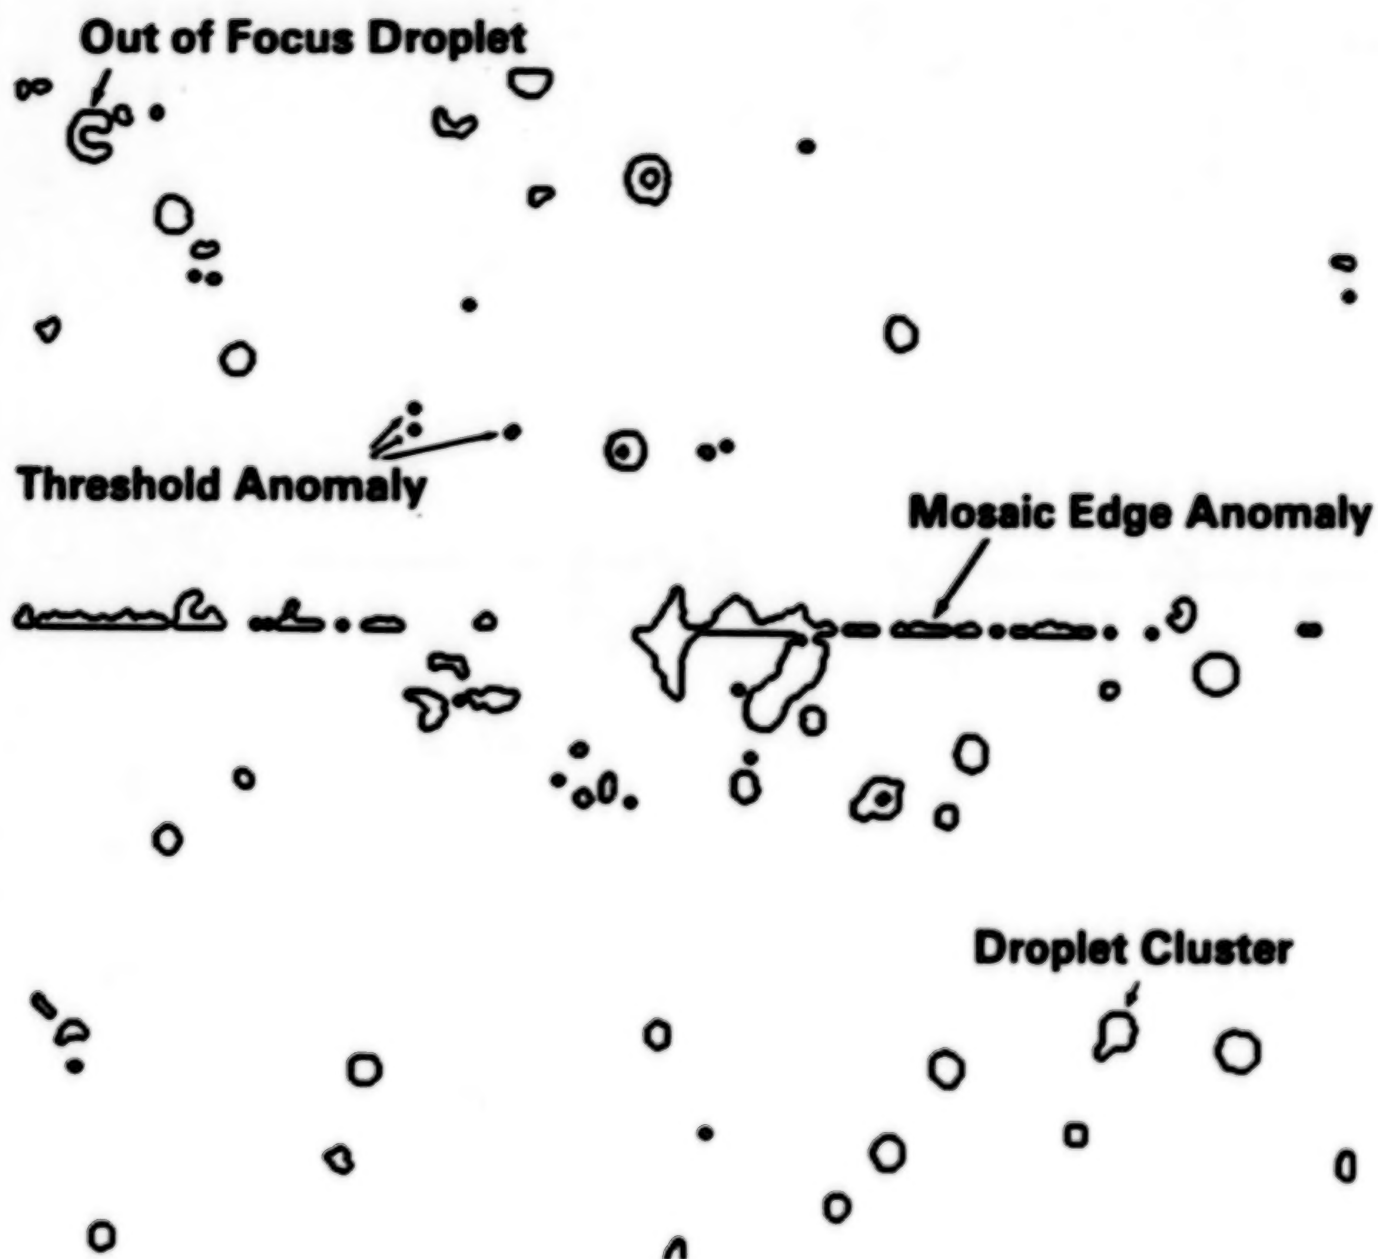 Out of Focus Droplet
Threshold Anomaly
Mosaic Edge Anomaly
Droplet Cluster